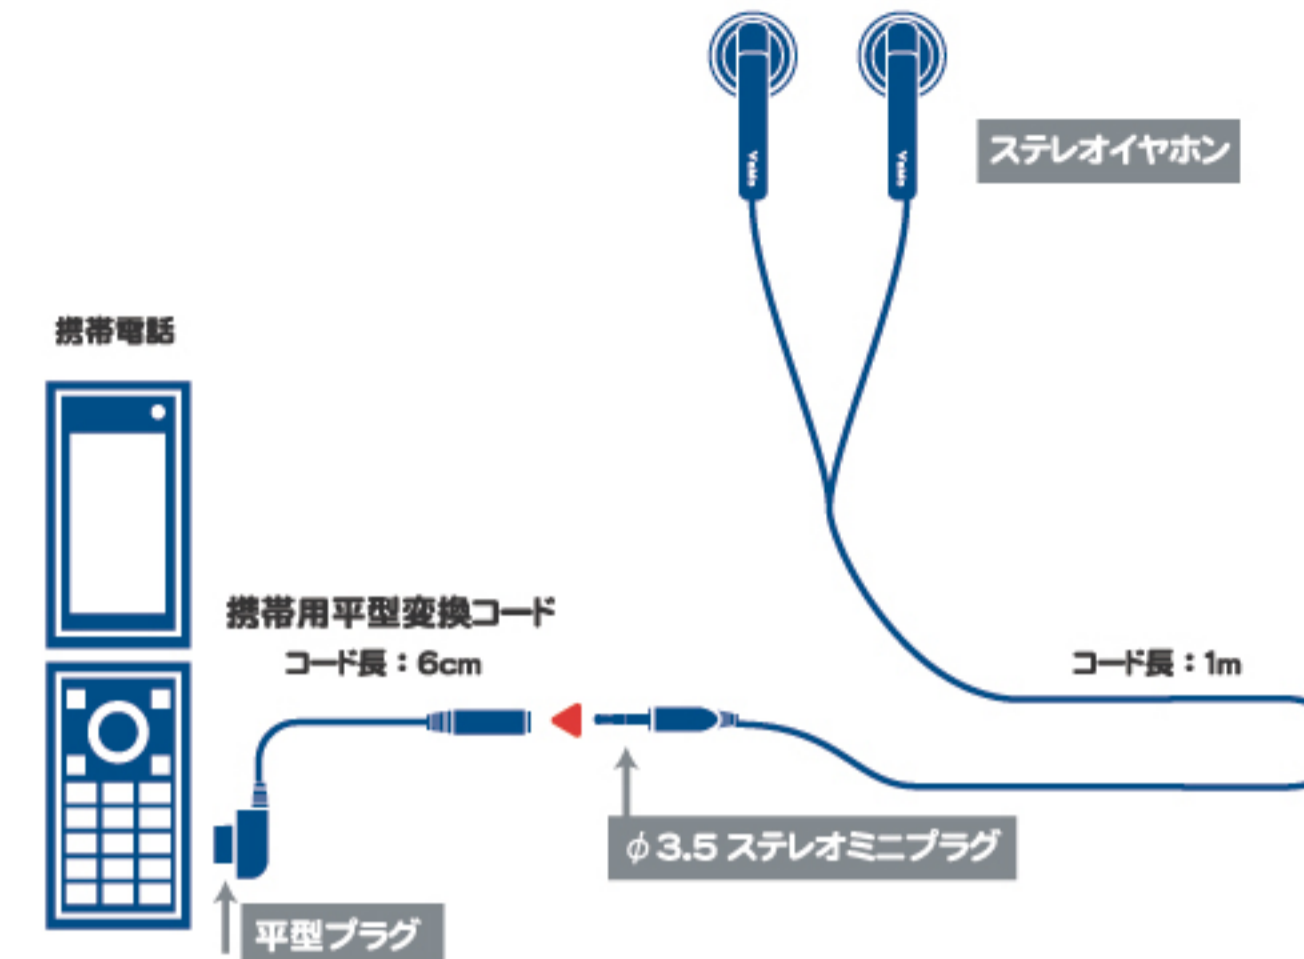 ステレオイヤホン
携帯電話
携帯用平型変換コード
コード長：6cm
コード長：1m
φ3.5 ステレオミニプラグ
平型プラグ